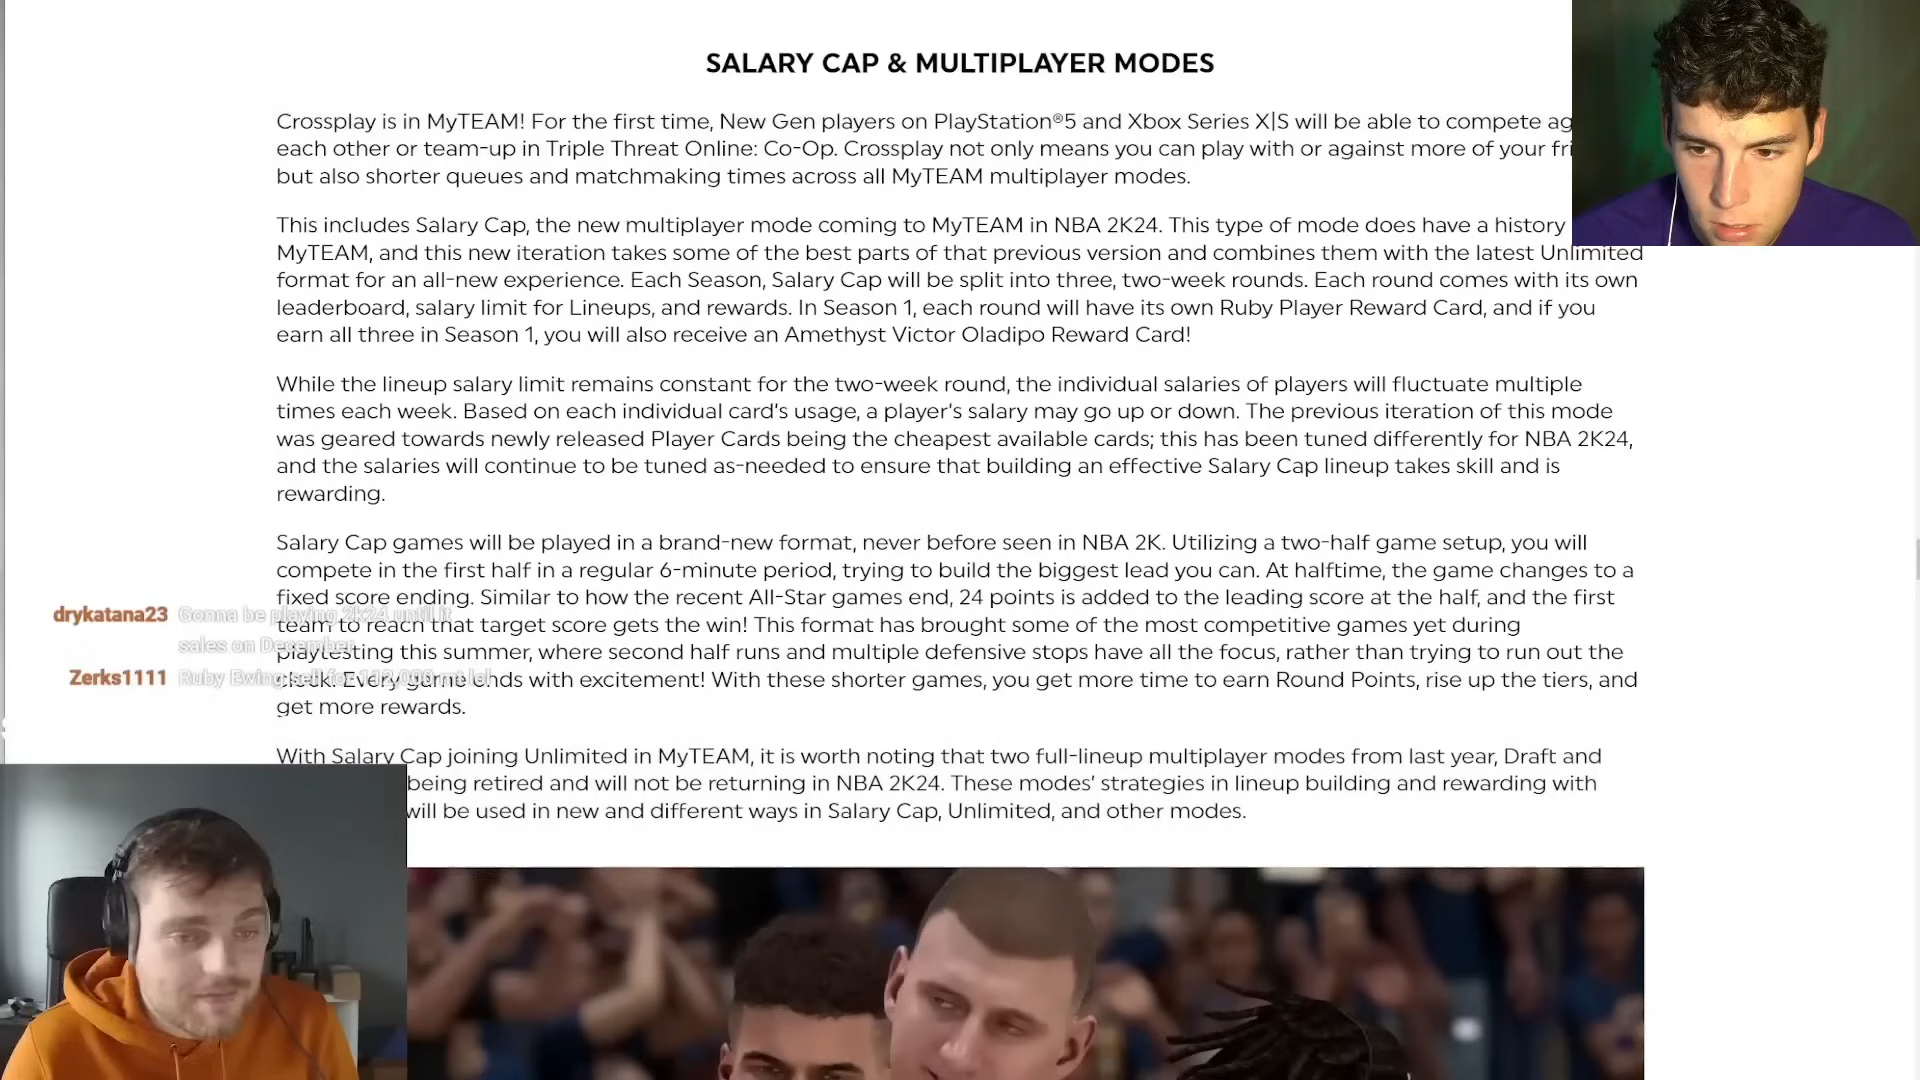 SALARY CAP & MULTIPLAYER MODES
Crossplay is in MyTEAM! For the first time, New Gen players on PlayStation®5 and Xbox Series X|S will be able to compete ag
each other or team-up in Triple Threat Online: Co-Op. Crossplay not only means you can play with or against more of your fri
but also shorter queues and matchmaking times across all MyTEAM multiplayer modes.
This includes Salary Cap, the new multiplayer mode coming to MyTEAM in NBA 2K24. This type of mode does have a history
MyTEAM, and this new iteration takes some of the best parts of that previous version and combines them with the latest Unlimited
format for an all-new experience. Each Season, Salary Cap will be split into three, two-week rounds. Each round comes with its own
leaderboard, salary limit for Lineups, and rewards. In Season 1, each round will have its own Ruby Player Reward Card, and if you
earn all three in Season 1, you will also receive an Amethyst Victor Oladipo Reward Card!
While the lineup salary limit remains constant for the two-week round, the individual salaries of players will fluctuate multiple
times each week. Based on each individual card's usage, a player's salary may go up or down. The previous iteration of this mode
was geared towards newly released Player Cards being the cheapest available cards; this has been tuned differently for NBA 2K24,
and the salaries will continue to be tuned as-needed to ensure that building an effective Salary Cap lineup takes skill and is
rewarding.
Salary Cap games will be played in a brand-new format, never before seen in NBA 2K. Utilizing a two-half game setup, you will
compete in the first half in a regular 6-minute period, trying to build the biggest lead you can. At halftime, the game changes to a
fixed score ending. Similar to how the recent All-Star games end, 24 points is added to the leading score at the half, and the first
team to reach that target score gets the win! This format has brought some of the most competitive games yet during
playtesting this summer, where second half runs and multiple defensive stops have all the focus, rather than trying to run out the
clock. Every game ends with excitement! With these shorter games, you get more time to earn Round Points, rise up the tiers, and
get more rewards.
With Salary Cap joining Unlimited in MyTEAM, it is worth noting that two full-lineup multiplayer modes from last year, Draft and
being retired and will not be returning in NBA 2K24. These modes' strategies in lineup building and rewarding with
will be used in new and different ways in Salary Cap, Unlimited, and other modes.
drykatana23 Gonna be playing 2k24 until it
sales on December
Zerks1111 Ruby Ewing sell for mt lol